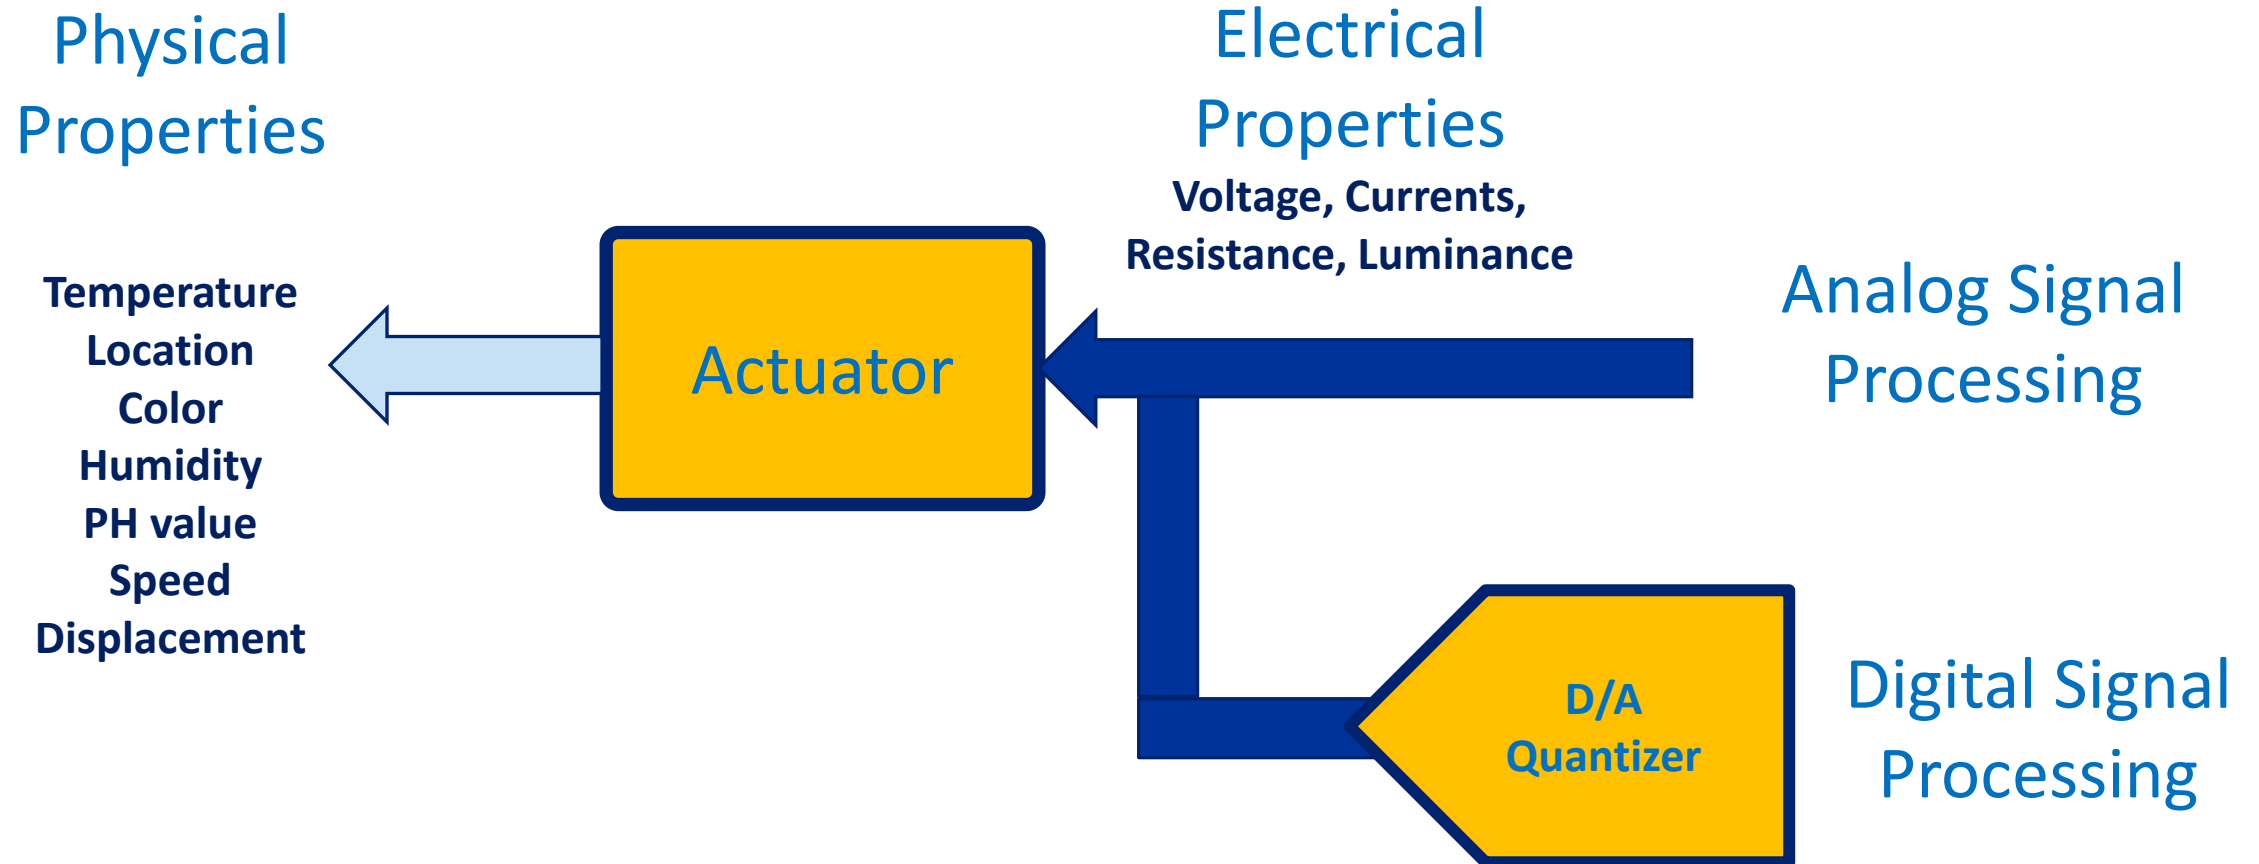 Physical
Properties
Temperature
Location
Color
Humidity
PH value
Speed
Displacement
Actuator
Electrical
Properties
Voltage, Currents,
Resistance, Luminance
Analog Signal
Processing
D/A
Quantizer
Digital Signal
Processing